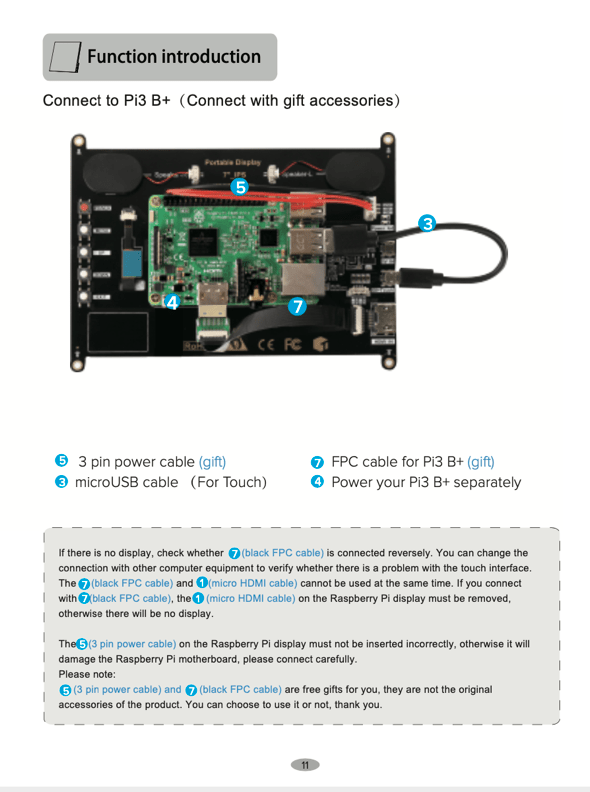 Function introduction
Connect to Pi3 B+（Connect with gift accessories）
Portable Display
Speaker
7" IPS
Speaker-L
5
3
HDMI
4
7
RoH
CE FC
5 3 pin power cable (gift)
7 FPC cable for Pi3 B+ (gift)
3 microUSB cable （For Touch）
4 Power your Pi3 B+ separately
If there is no display, check whether 7 (black FPC cable) is connected reversely. You can change the
connection with other computer equipment to verify whether there is a problem with the touch interface.
The 7 (black FPC cable) and 1 (micro HDMI cable) cannot be used at the same time. If you connect
with 7 (black FPC cable), the 1 (micro HDMI cable) on the Raspberry Pi display must be removed,
otherwise there will be no display.
The 5 (3 pin power cable) on the Raspberry Pi display must not be inserted incorrectly, otherwise it will
damage the Raspberry Pi motherboard, please connect carefully.
Please note:
5 (3 pin power cable) and 7 (black FPC cable) are free gifts for you, they are not the original
accessories of the product. You can choose to use it or not, thank you.
11